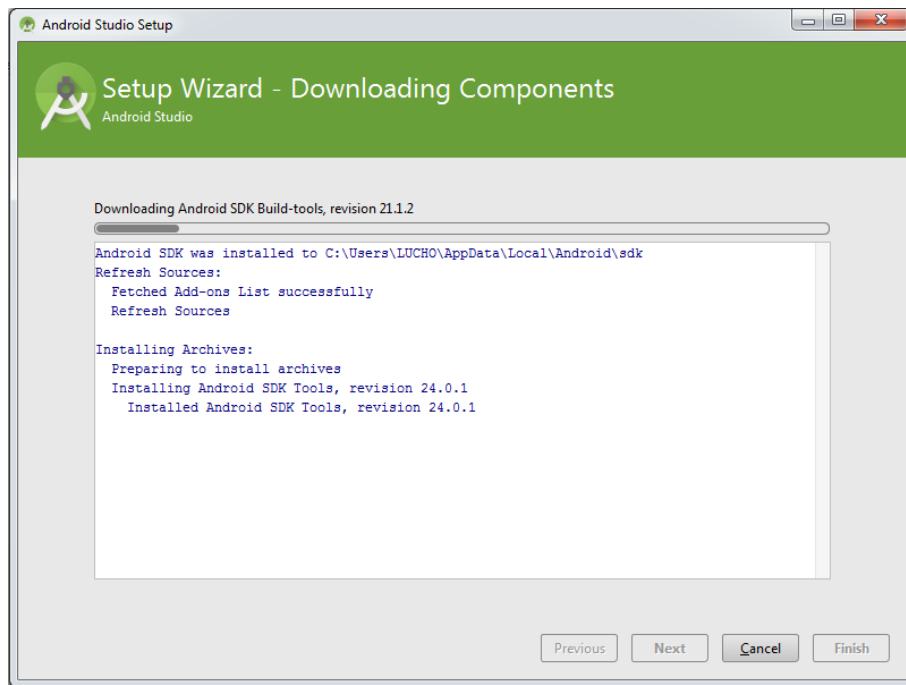 Android Studio Setup
Setup Wizard - Downloading Components
Android Studio
Downloading Android SDK Build-tools, revision 21.1.2
Android SDK was installed to C:\Users\LUCHO\AppData\Local\Android\sdk
Refresh Sources:
Fetched Add-ons List successfully
Refresh Sources
Installing Archives:
Preparing to install archives
Installing Android SDK Tools, revision 24.0.1
Installed Android SDK Tools, revision 24.0.1
Previous Next Cancel Finish